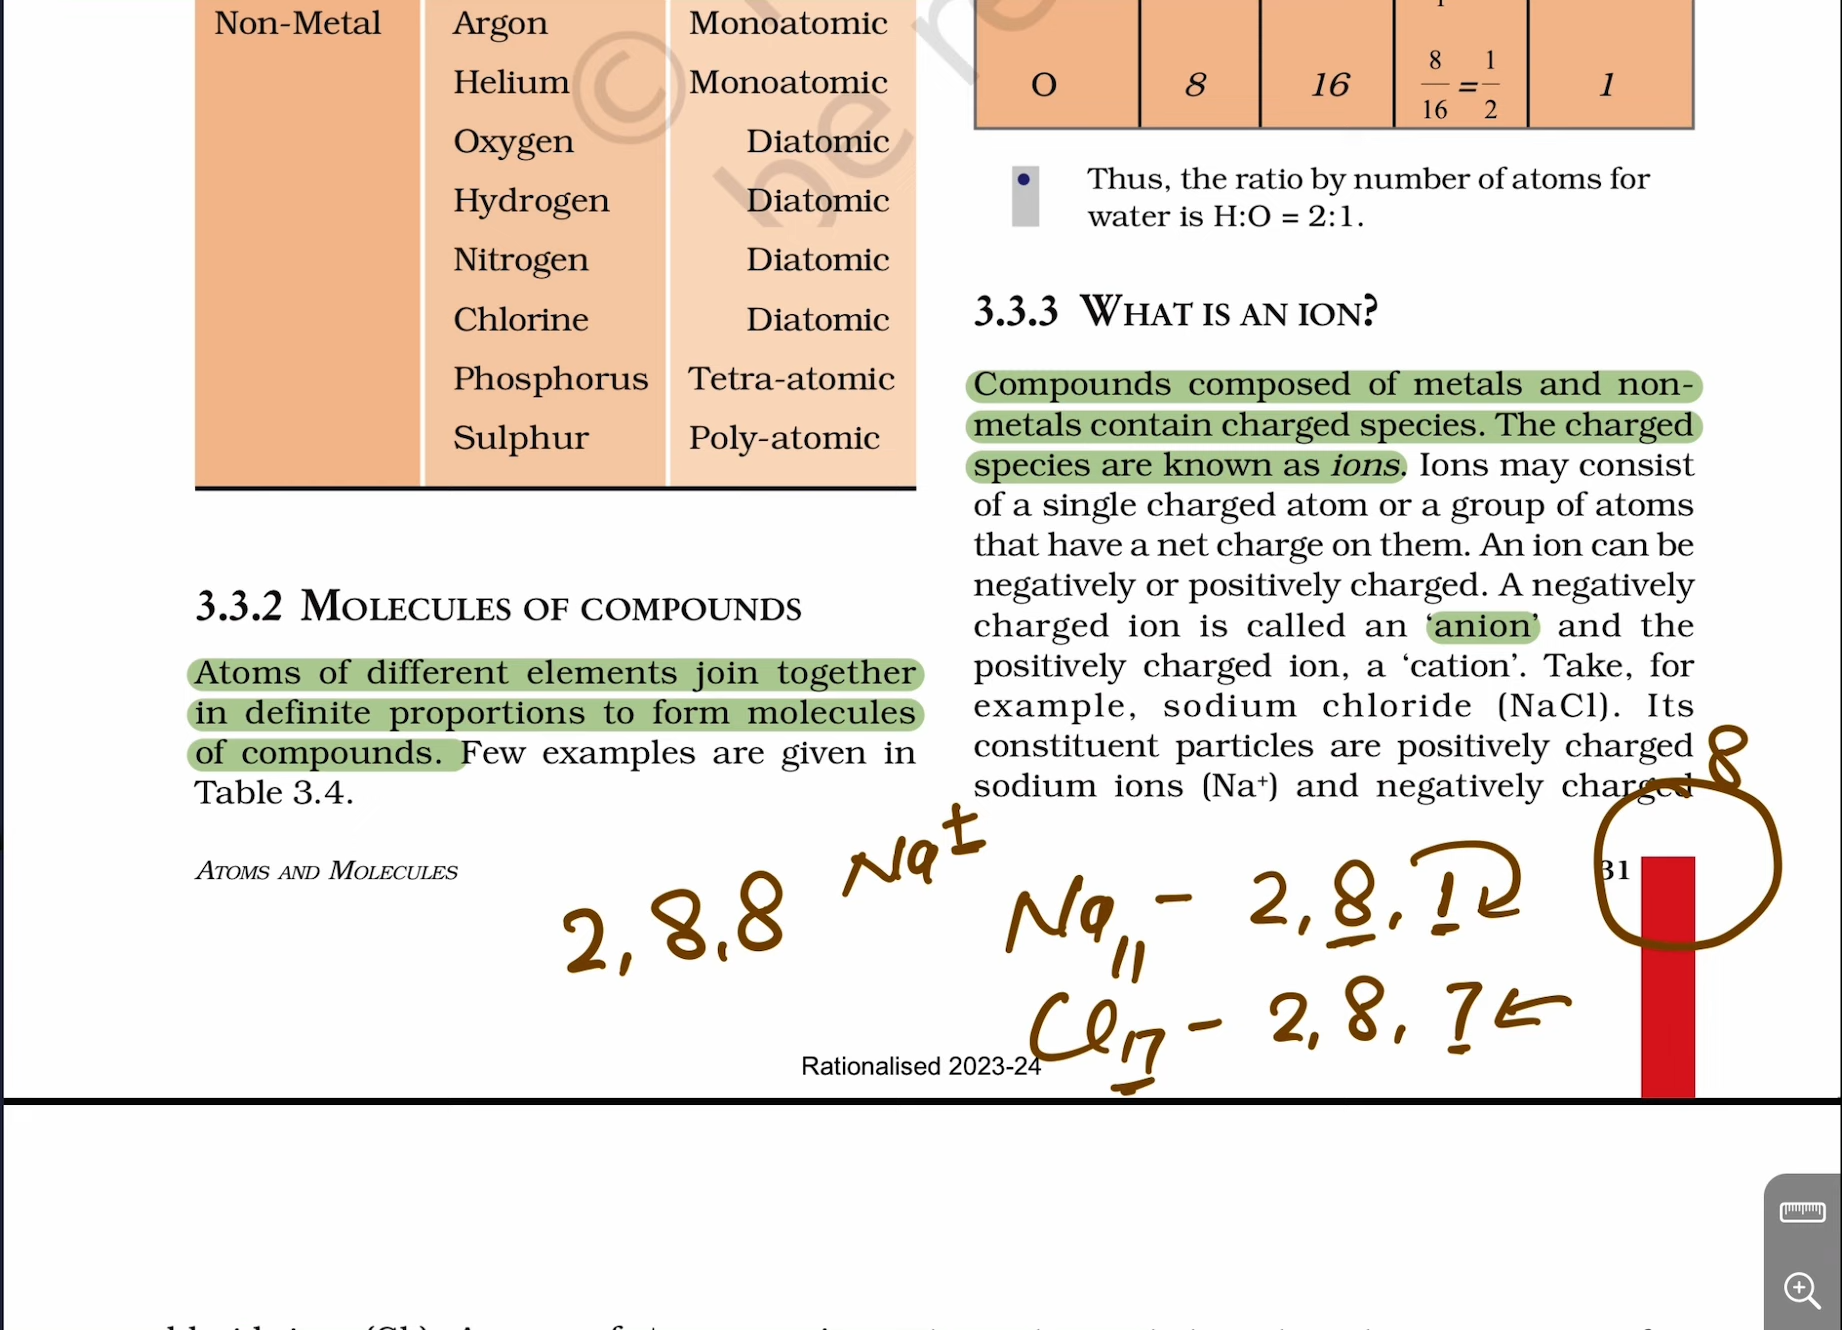 Non-Metal Argon Monoatomic
Helium Monoatomic
Oxygen Diatomic
Hydrogen Diatomic
Nitrogen Diatomic
Chlorine Diatomic
Phosphorus Tetra-atomic
Sulphur Poly-atomic
3.3.2 MOLECULES OF COMPOUNDS
Atoms of different elements join together
in definite proportions to form molecules
of compounds. Few examples are given in
Table 3.4.
ATOMS AND MOLECULES
O 8 16 8/16 = 1/2 1
• Thus, the ratio by number of atoms for
water is H:O = 2:1.
3.3.3 WHAT IS AN ION?
Compounds composed of metals and non-
metals contain charged species. The charged
species are known as ions. Ions may consist
of a single charged atom or a group of atoms
that have a net charge on them. An ion can be
negatively or positively charged. A negatively
charged ion is called an ‘anion’ and the
positively charged ion, a ‘cation’. Take, for
example, sodium chloride (NaCl). Its
constituent particles are positively charged
sodium ions (Na⁺) and negatively charged
8
31
2,8,8
Na+
Na11 - 2,8,1
Cl17 - 2,8,7
Rationalised 2023-24
© be re